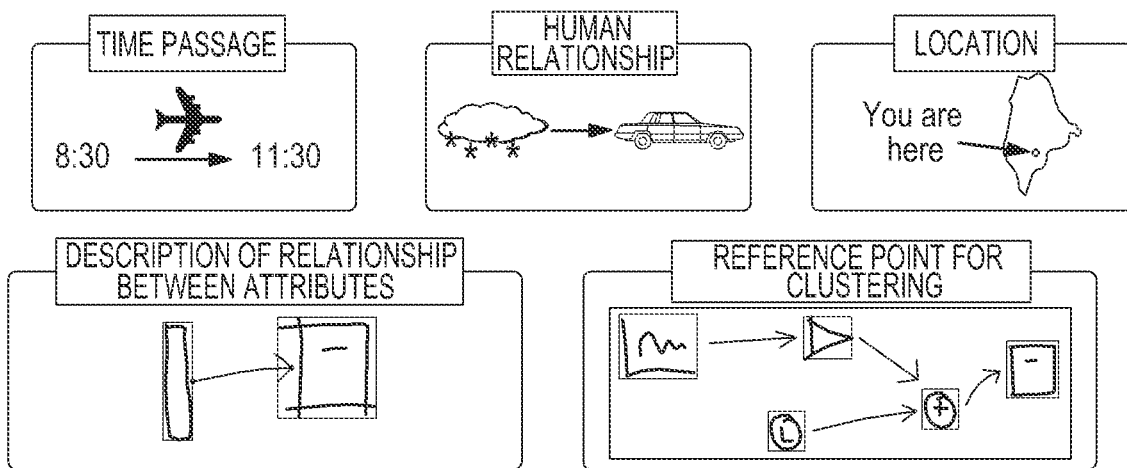 TIME PASSAGE
8:30
11:30
HUMAN
RELATIONSHIP
LOCATION
You are
here
DESCRIPTION OF RELATIONSHIP
BETWEEN ATTRIBUTES
REFERENCE POINT FOR
CLUSTERING
L
+